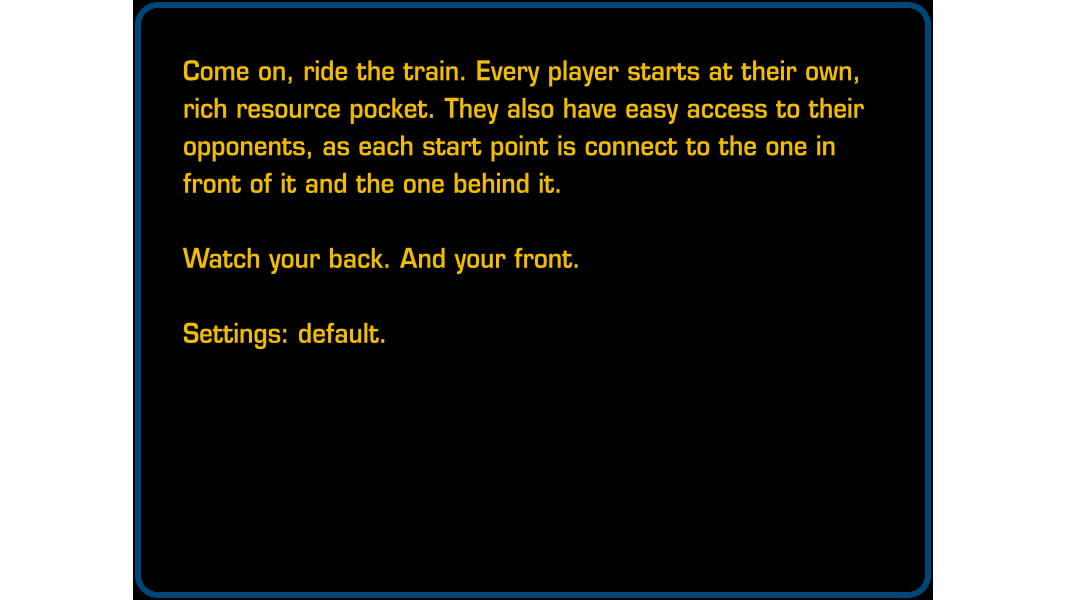 Come on, ride the train. Every player starts at their own,
rich resource pocket. They also have easy access to their
opponents, as each start point is connect to the one in
front of it and the one behind it.
Watch your back. And your front.
Settings: default.